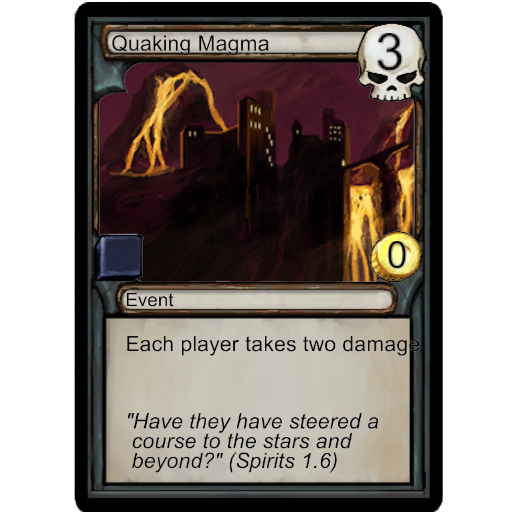 Quaking Magma
3
0
Event
Each player takes two damage
"Have they have steered a
course to the stars and
beyond?" (Spirits 1.6)